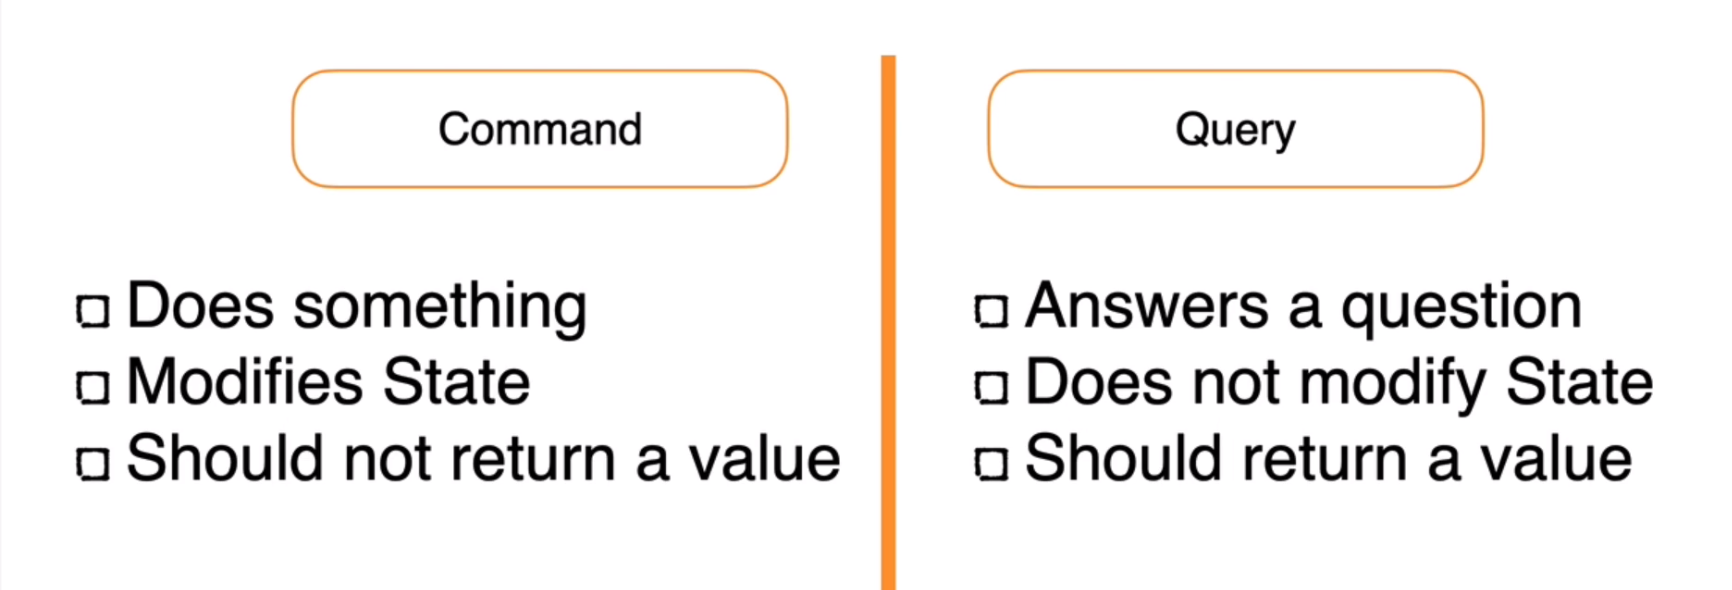 Command
Does something
Modifies State
Should not return a value
Query
Answers a question
Does not modify State
Should return a value